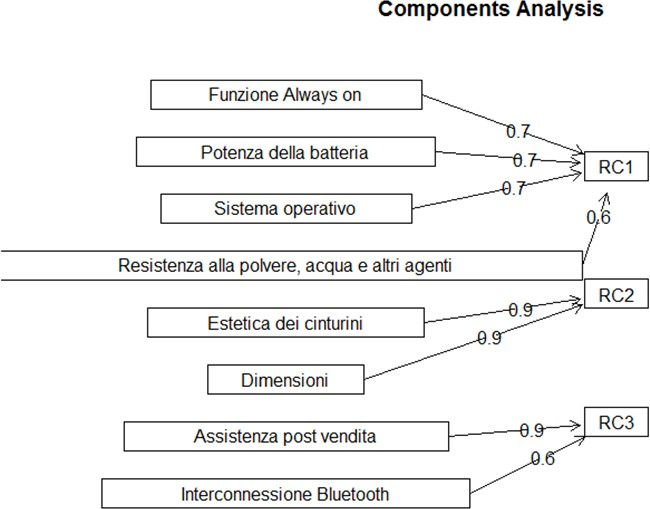 Components Analysis
Funzione Always on
0.7
Potenza della batteria
0.7
RC1
Sistema operativo
0.7
0.6
Resistenza alla polvere, acqua e altri agenti
RC2
Estetica dei cinturini
0.9
0.9
Dimensioni
Assistenza post vendita
0.9
RC3
0.6
Interconnessione Bluetooth